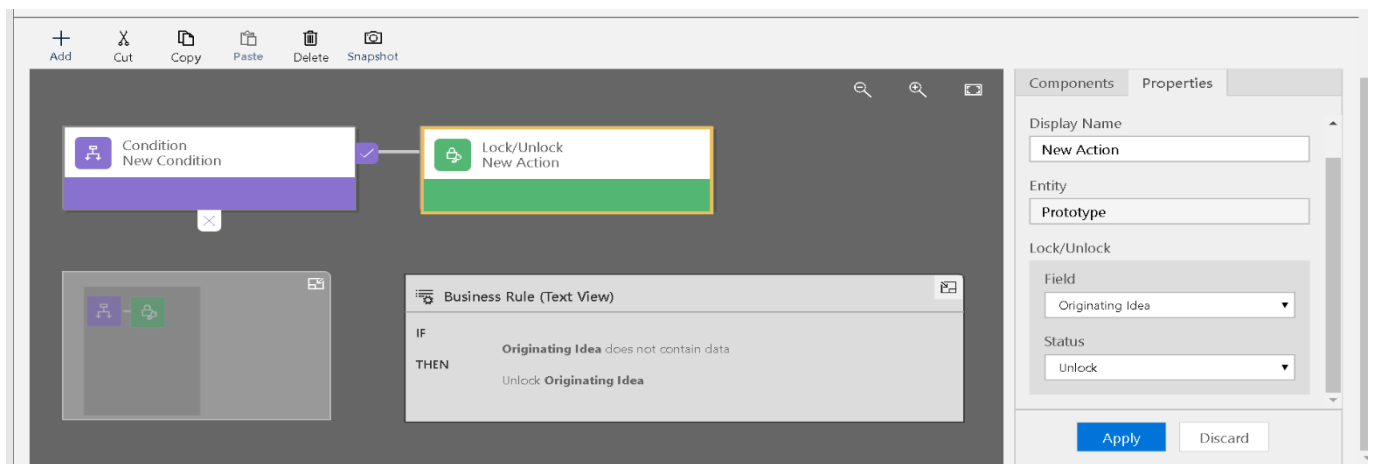 Add Cut Copy Paste Delete Snapshot
Components Properties
Condition
New Condition
Lock/Unlock
New Action
Display Name
New Action
Entity
Prototype
Lock/Unlock
Field
Originating Idea
Status
Unlock
Apply Discard
Business Rule (Text View)
IF
Originating Idea does not contain data
THEN
Unlock Originating Idea